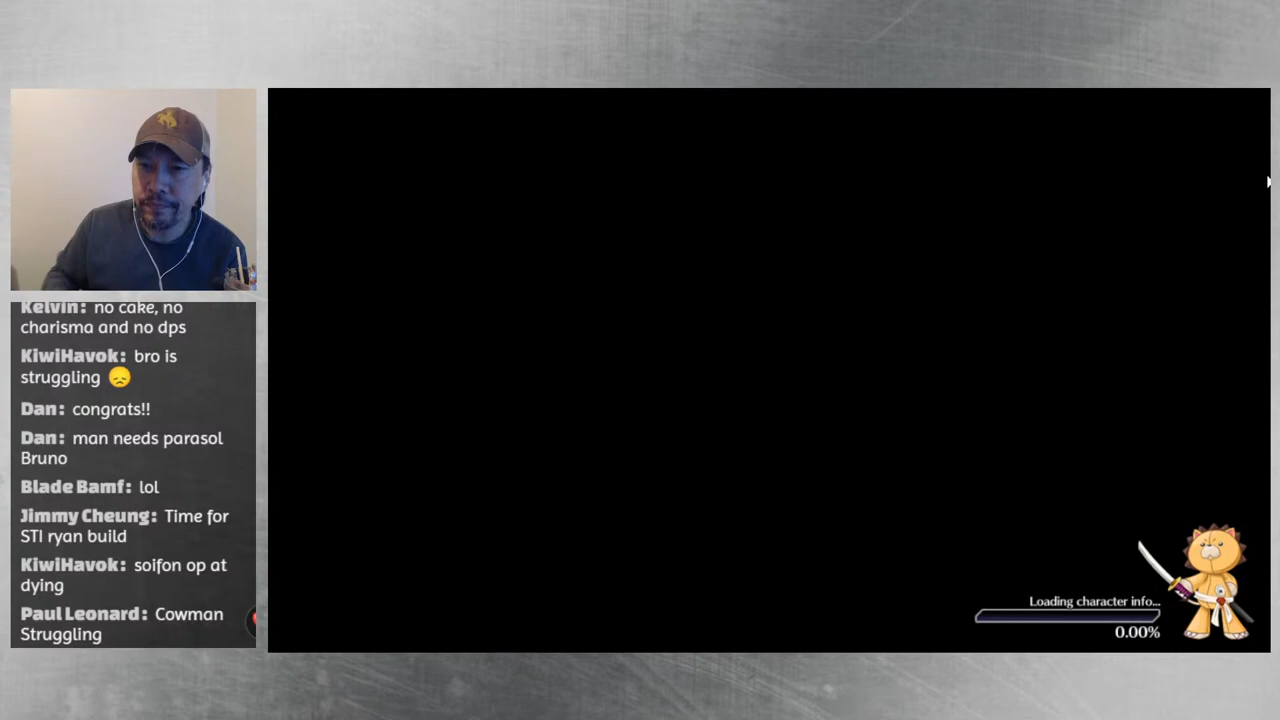 Kelvin: no cake, no
charisma and no dps
KiwiHavok: bro is
struggling 😞
Dan: congrats!!
Dan: man needs parasol
Bruno
Blade Bamf: lol
Jimmy Cheung: Time for
STI ryan build
KiwiHavok: soifon op at
dying
Paul Leonard: Cowman
Struggling
Loading character info...
0.00%